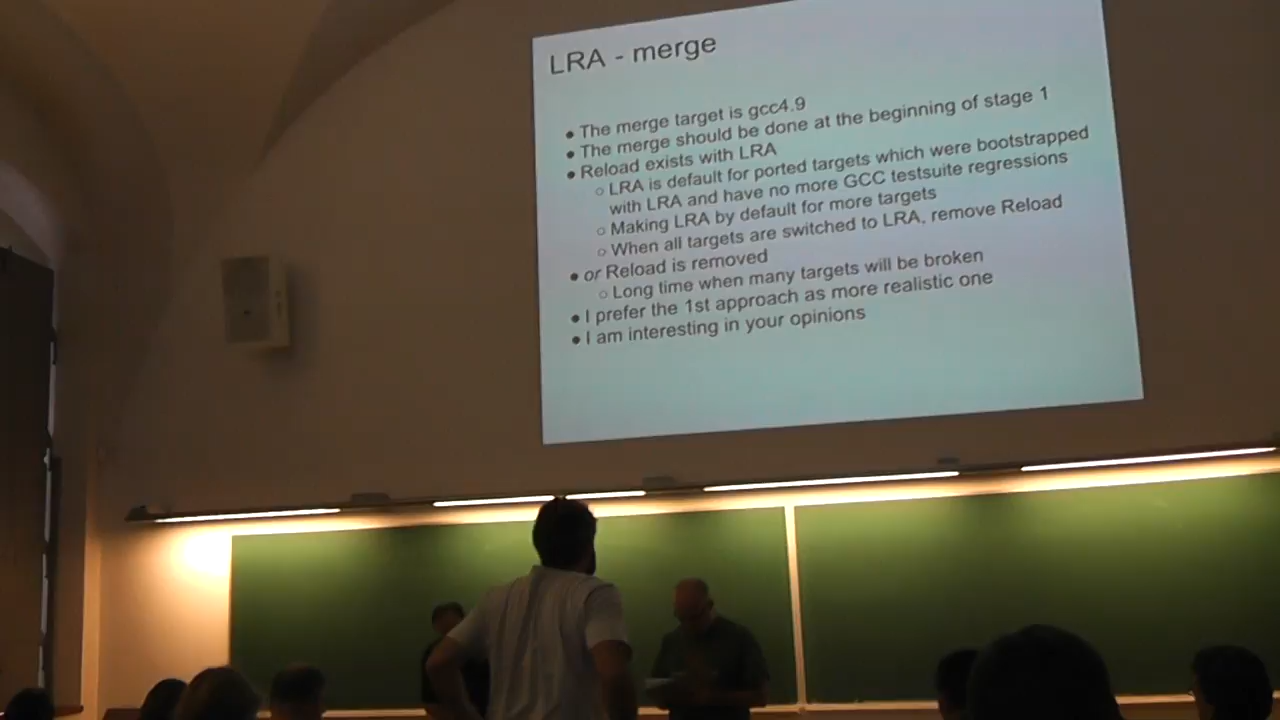 LRA - merge
● The merge target is gcc4.9
● The merge should be done at the beginning of stage 1
● Reload exists with LRA
○ LRA is default for ported targets which were bootstrapped
with LRA and have no more GCC testsuite regressions
○ Making LRA by default for more targets
○ When all targets are switched to LRA, remove Reload
● or Reload is removed
○ Long time when many targets will be broken
● I prefer the 1st approach as more realistic one
● I am interesting in your opinions